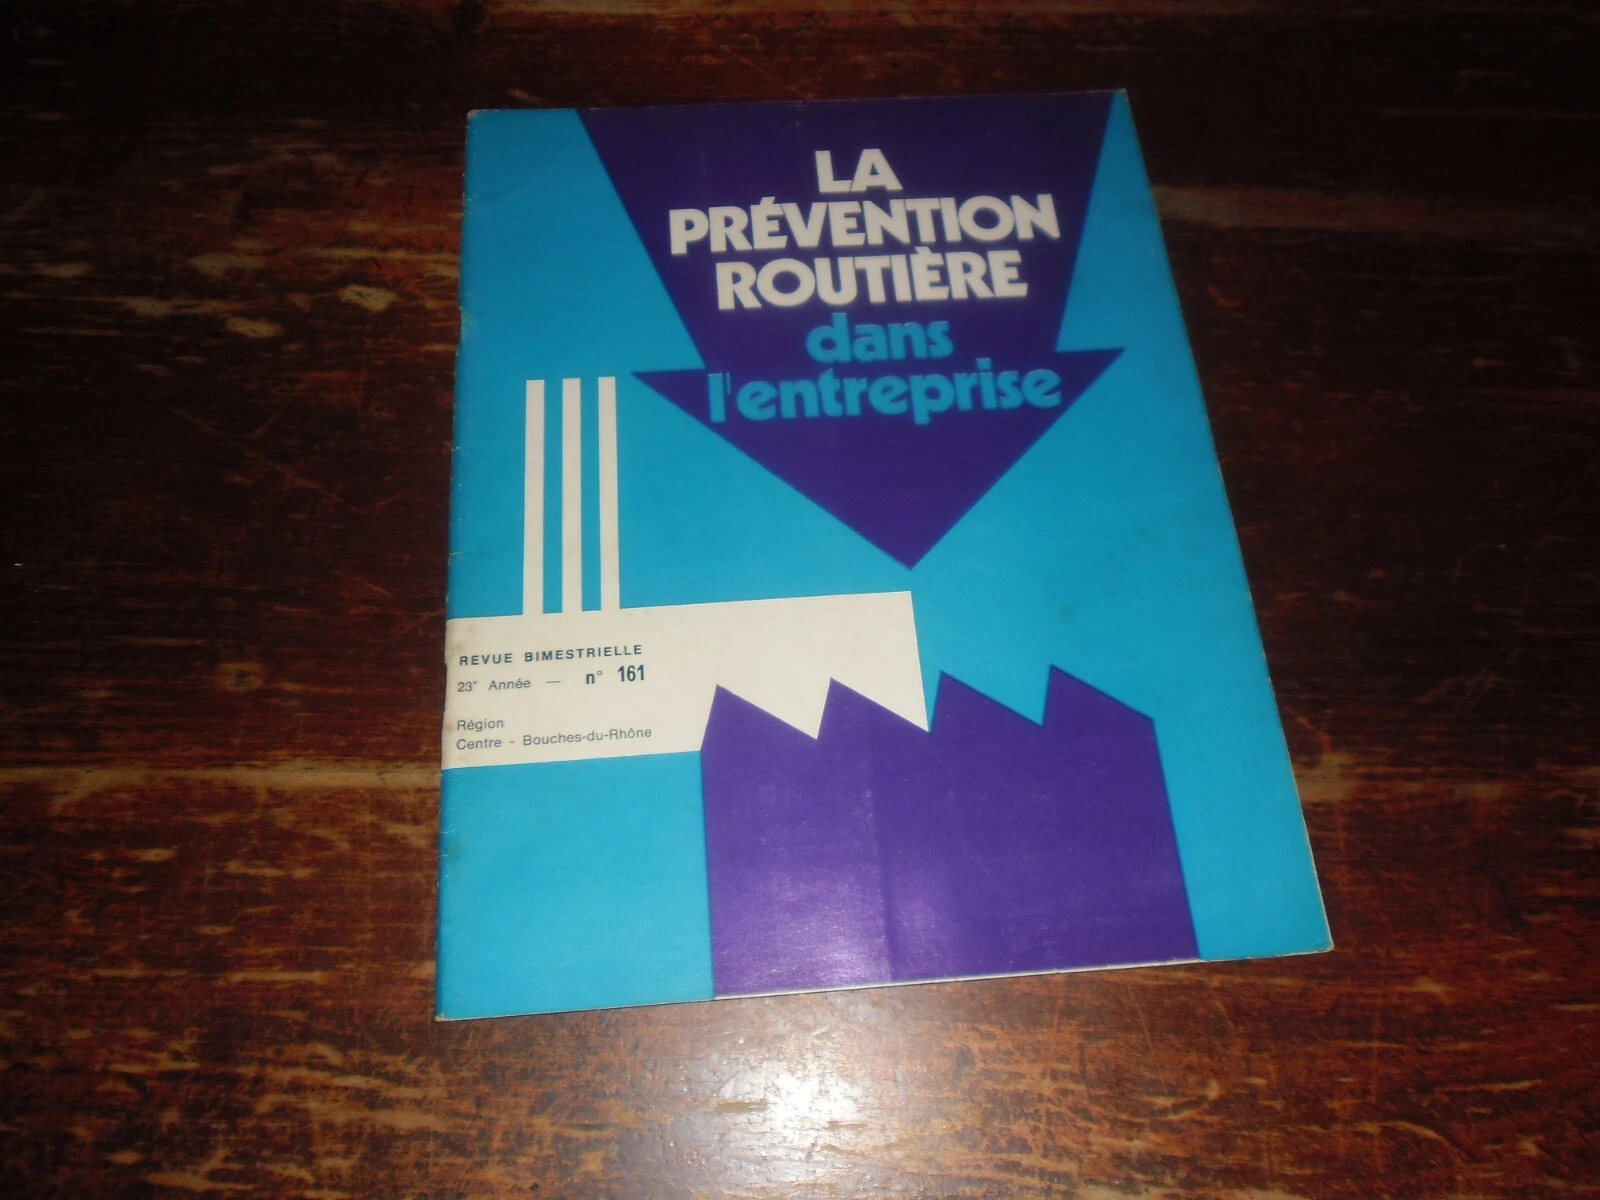 LA
PRÉVENTION
ROUTIÈRE
dans
l'entreprise
REVUE BIMESTRIELLE
23e Année — n° 161
Région
Centre - Bouches-du-Rhône